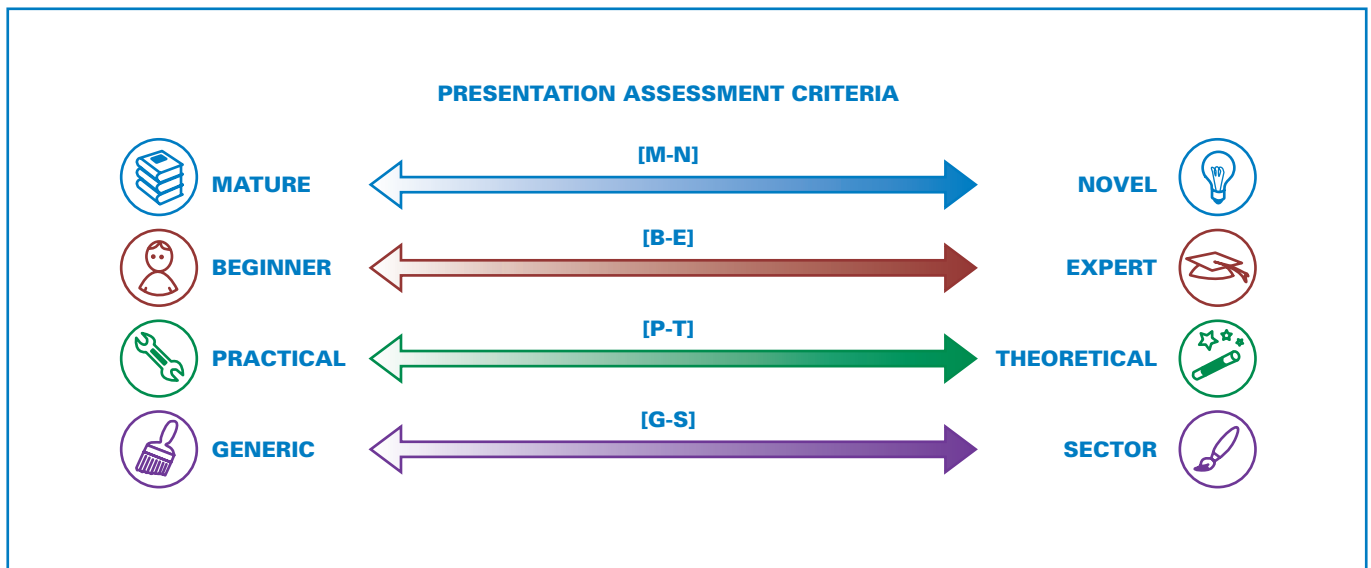 PRESENTATION ASSESSMENT CRITERIA
[M-N]
MATURE NOVEL
[B-E]
BEGINNER EXPERT
[P-T]
PRACTICAL THEORETICAL
[G-S]
GENERIC SECTOR